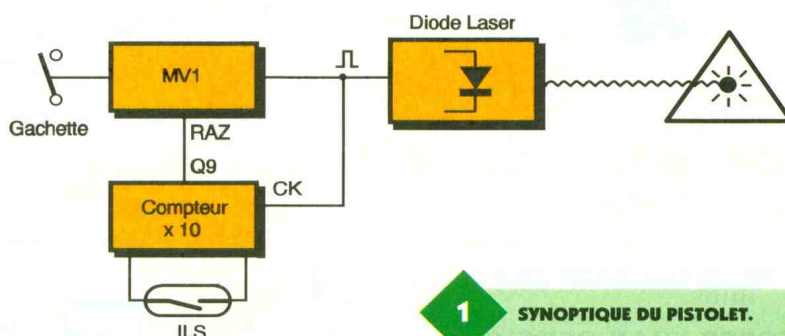 Diode Laser
MV1
Gachette
RAZ
Q9
CK
Compteur
x 10
ILS
1 SYNOPTIQUE DU PISTOLET.